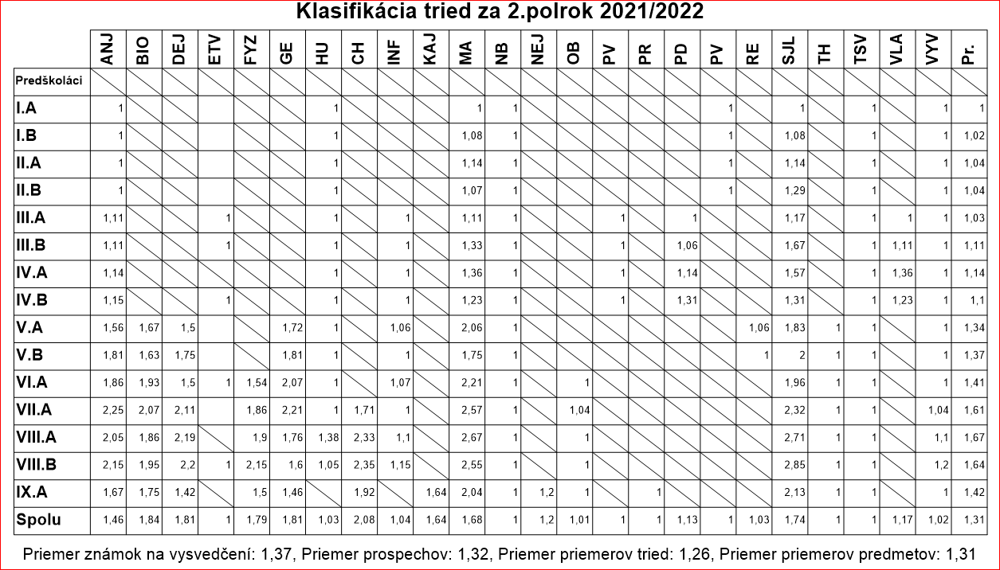 Klasifikácia tried za 2.polrok 2021/2022
ANJ BIO DEJ ETV FYZ GE HU CH INF KAJ MA NB NEJ OB PV PR PD PV RE SJL TH TSV VLA VYV Pr.
Predškoláci
I.A 1 1 1 1 1 1 1 1 1
I.B 1 1 1,08 1 1 1,08 1 1 1,02
II.A 1 1 1,14 1 1 1,14 1 1 1,04
II.B 1 1 1,07 1 1 1,29 1 1 1,04
III.A 1,11 1 1 1 1,11 1 1 1 1,17 1 1 1 1,03
III.B 1,11 1 1 1 1,33 1 1 1,06 1,67 1 1,11 1 1,11
IV.A 1,14 1 1 1,36 1 1 1,14 1,57 1 1,36 1 1,14
IV.B 1,15 1 1 1 1,23 1 1 1,31 1,31 1 1,23 1 1,1
V.A 1,56 1,67 1,5 1,72 1 1,06 2,06 1 1,06 1,83 1 1 1 1,34
V.B 1,81 1,63 1,75 1,81 1 1 1,75 1 1 2 1 1 1 1,37
VI.A 1,86 1,93 1,5 1 1,54 2,07 1 1,07 2,21 1 1 1,96 1 1 1 1,41
VII.A 2,25 2,07 2,11 1,86 2,21 1 1,71 1 2,57 1 1,04 2,32 1 1 1,04 1,61
VIII.A 2,05 1,86 2,19 1,9 1,76 1,38 2,33 1,1 2,67 1 1 2,71 1 1 1,1 1,67
VIII.B 2,15 1,95 2,2 1 2,15 1,6 1,05 2,35 1,15 2,55 1 1 2,85 1 1 1,2 1,64
IX.A 1,67 1,75 1,42 1,5 1,46 1,92 1,64 2,04 1 1,2 1 1 2,13 1 1 1 1,42
Spolu 1,46 1,84 1,81 1 1,79 1,81 1,03 2,08 1,04 1,64 1,68 1 1,2 1,01 1 1 1,13 1 1,03 1,74 1 1 1,17 1,02 1,31
Priemer známok na vysvedčení: 1,37, Priemer prospechov: 1,32, Priemer priemerov tried: 1,26, Priemer priemerov predmetov: 1,31